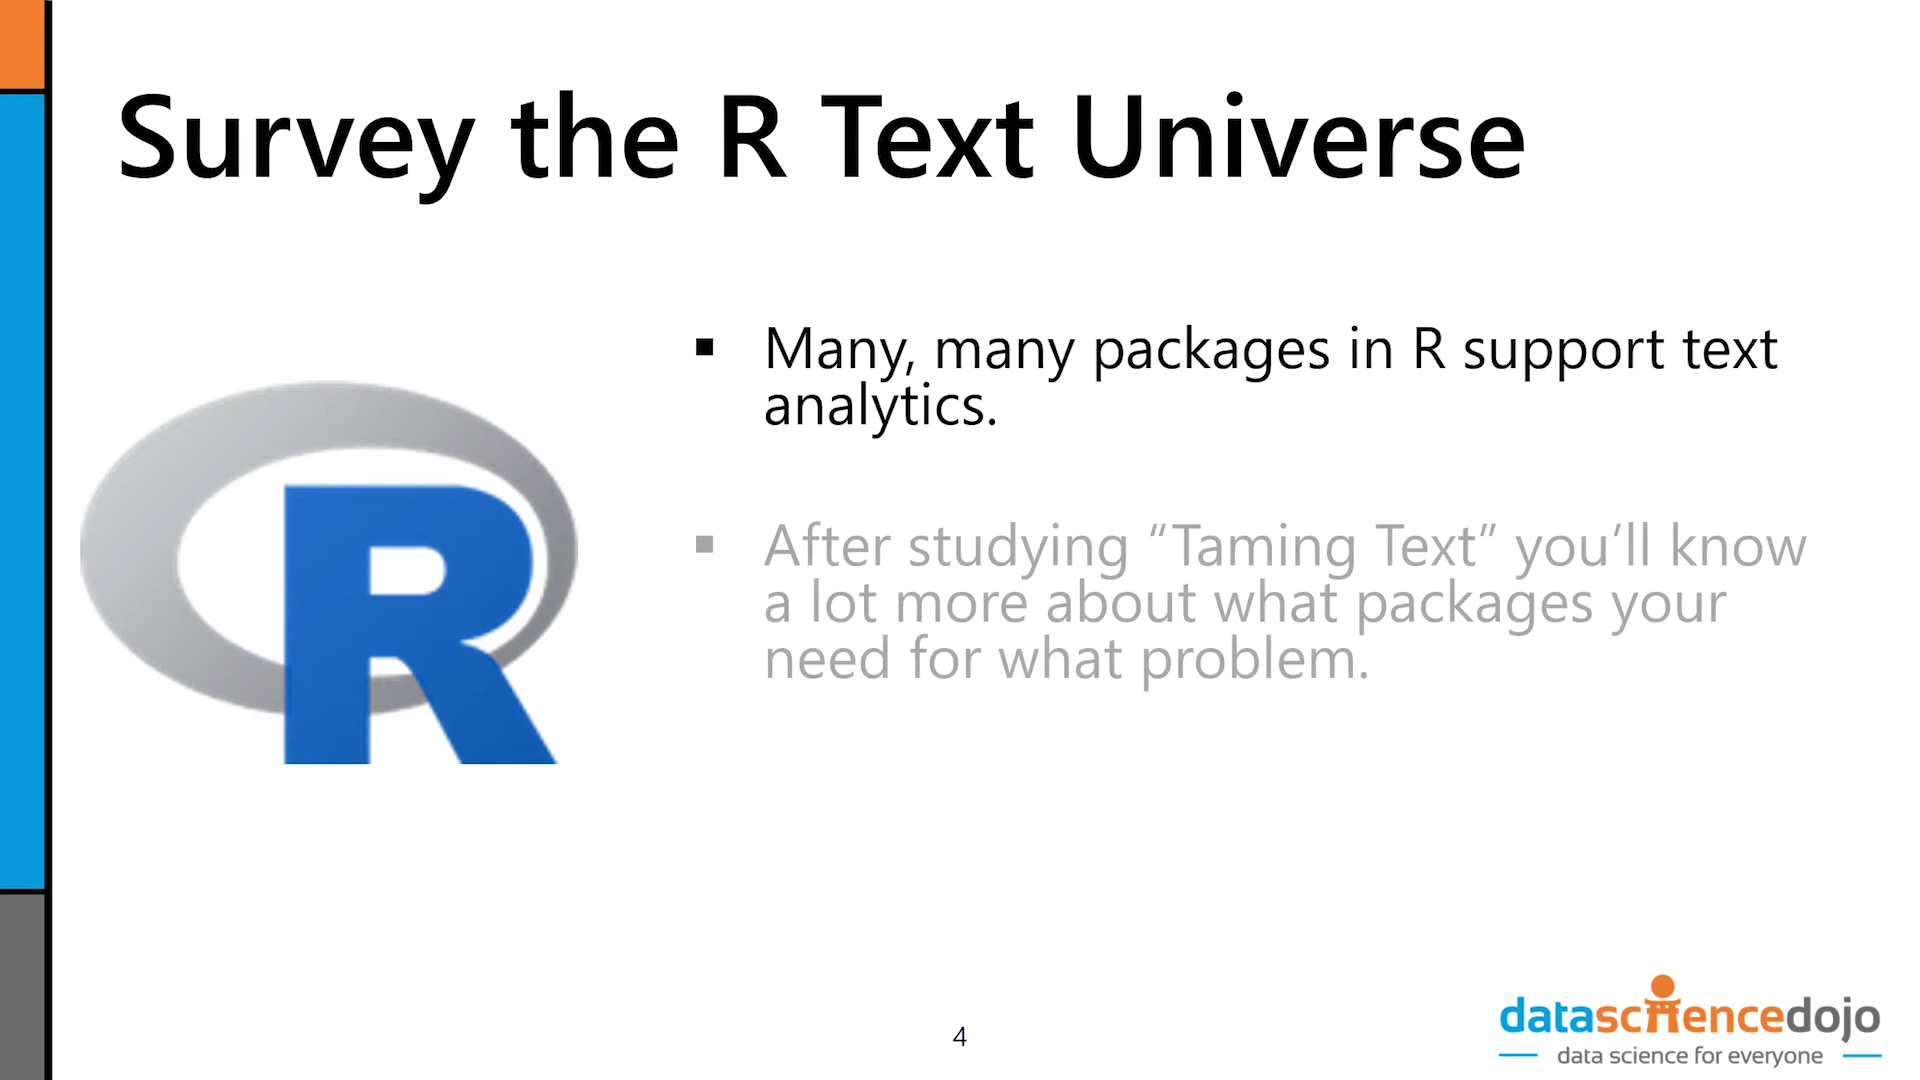 Survey the R Text Universe
▪ Many, many packages in R support text
analytics.
▪ After studying “Taming Text” you’ll know
a lot more about what packages your
need for what problem.
R
4
datasciencedojo
data science for everyone